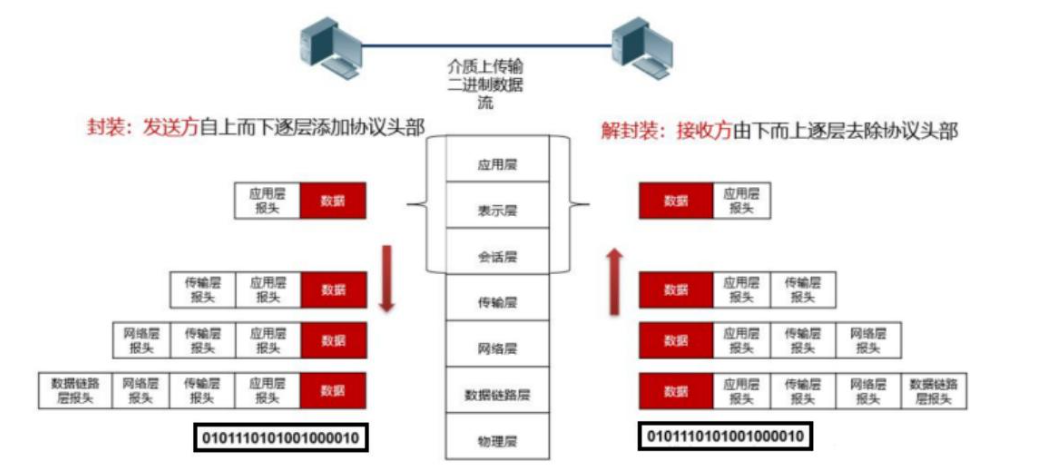 介质上传输
二进制数据
流
封装：发送方自上而下逐层添加协议头部
解封装：接收方由下而上逐层去除协议头部
应用层
报头
数据
传输层
报头
应用层
报头
数据
网络层
报头
传输层
报头
应用层
报头
数据
数据链路
层报头
网络层
报头
传输层
报头
应用层
报头
数据
0101110101001000010
应用层
表示层
会话层
传输层
网络层
数据链路层
物理层
数据
应用层
报头
数据
应用层
报头
传输层
报头
数据
应用层
报头
传输层
报头
网络层
报头
数据
应用层
报头
传输层
报头
网络层
报头
数据链路
层报头
0101110101001000010